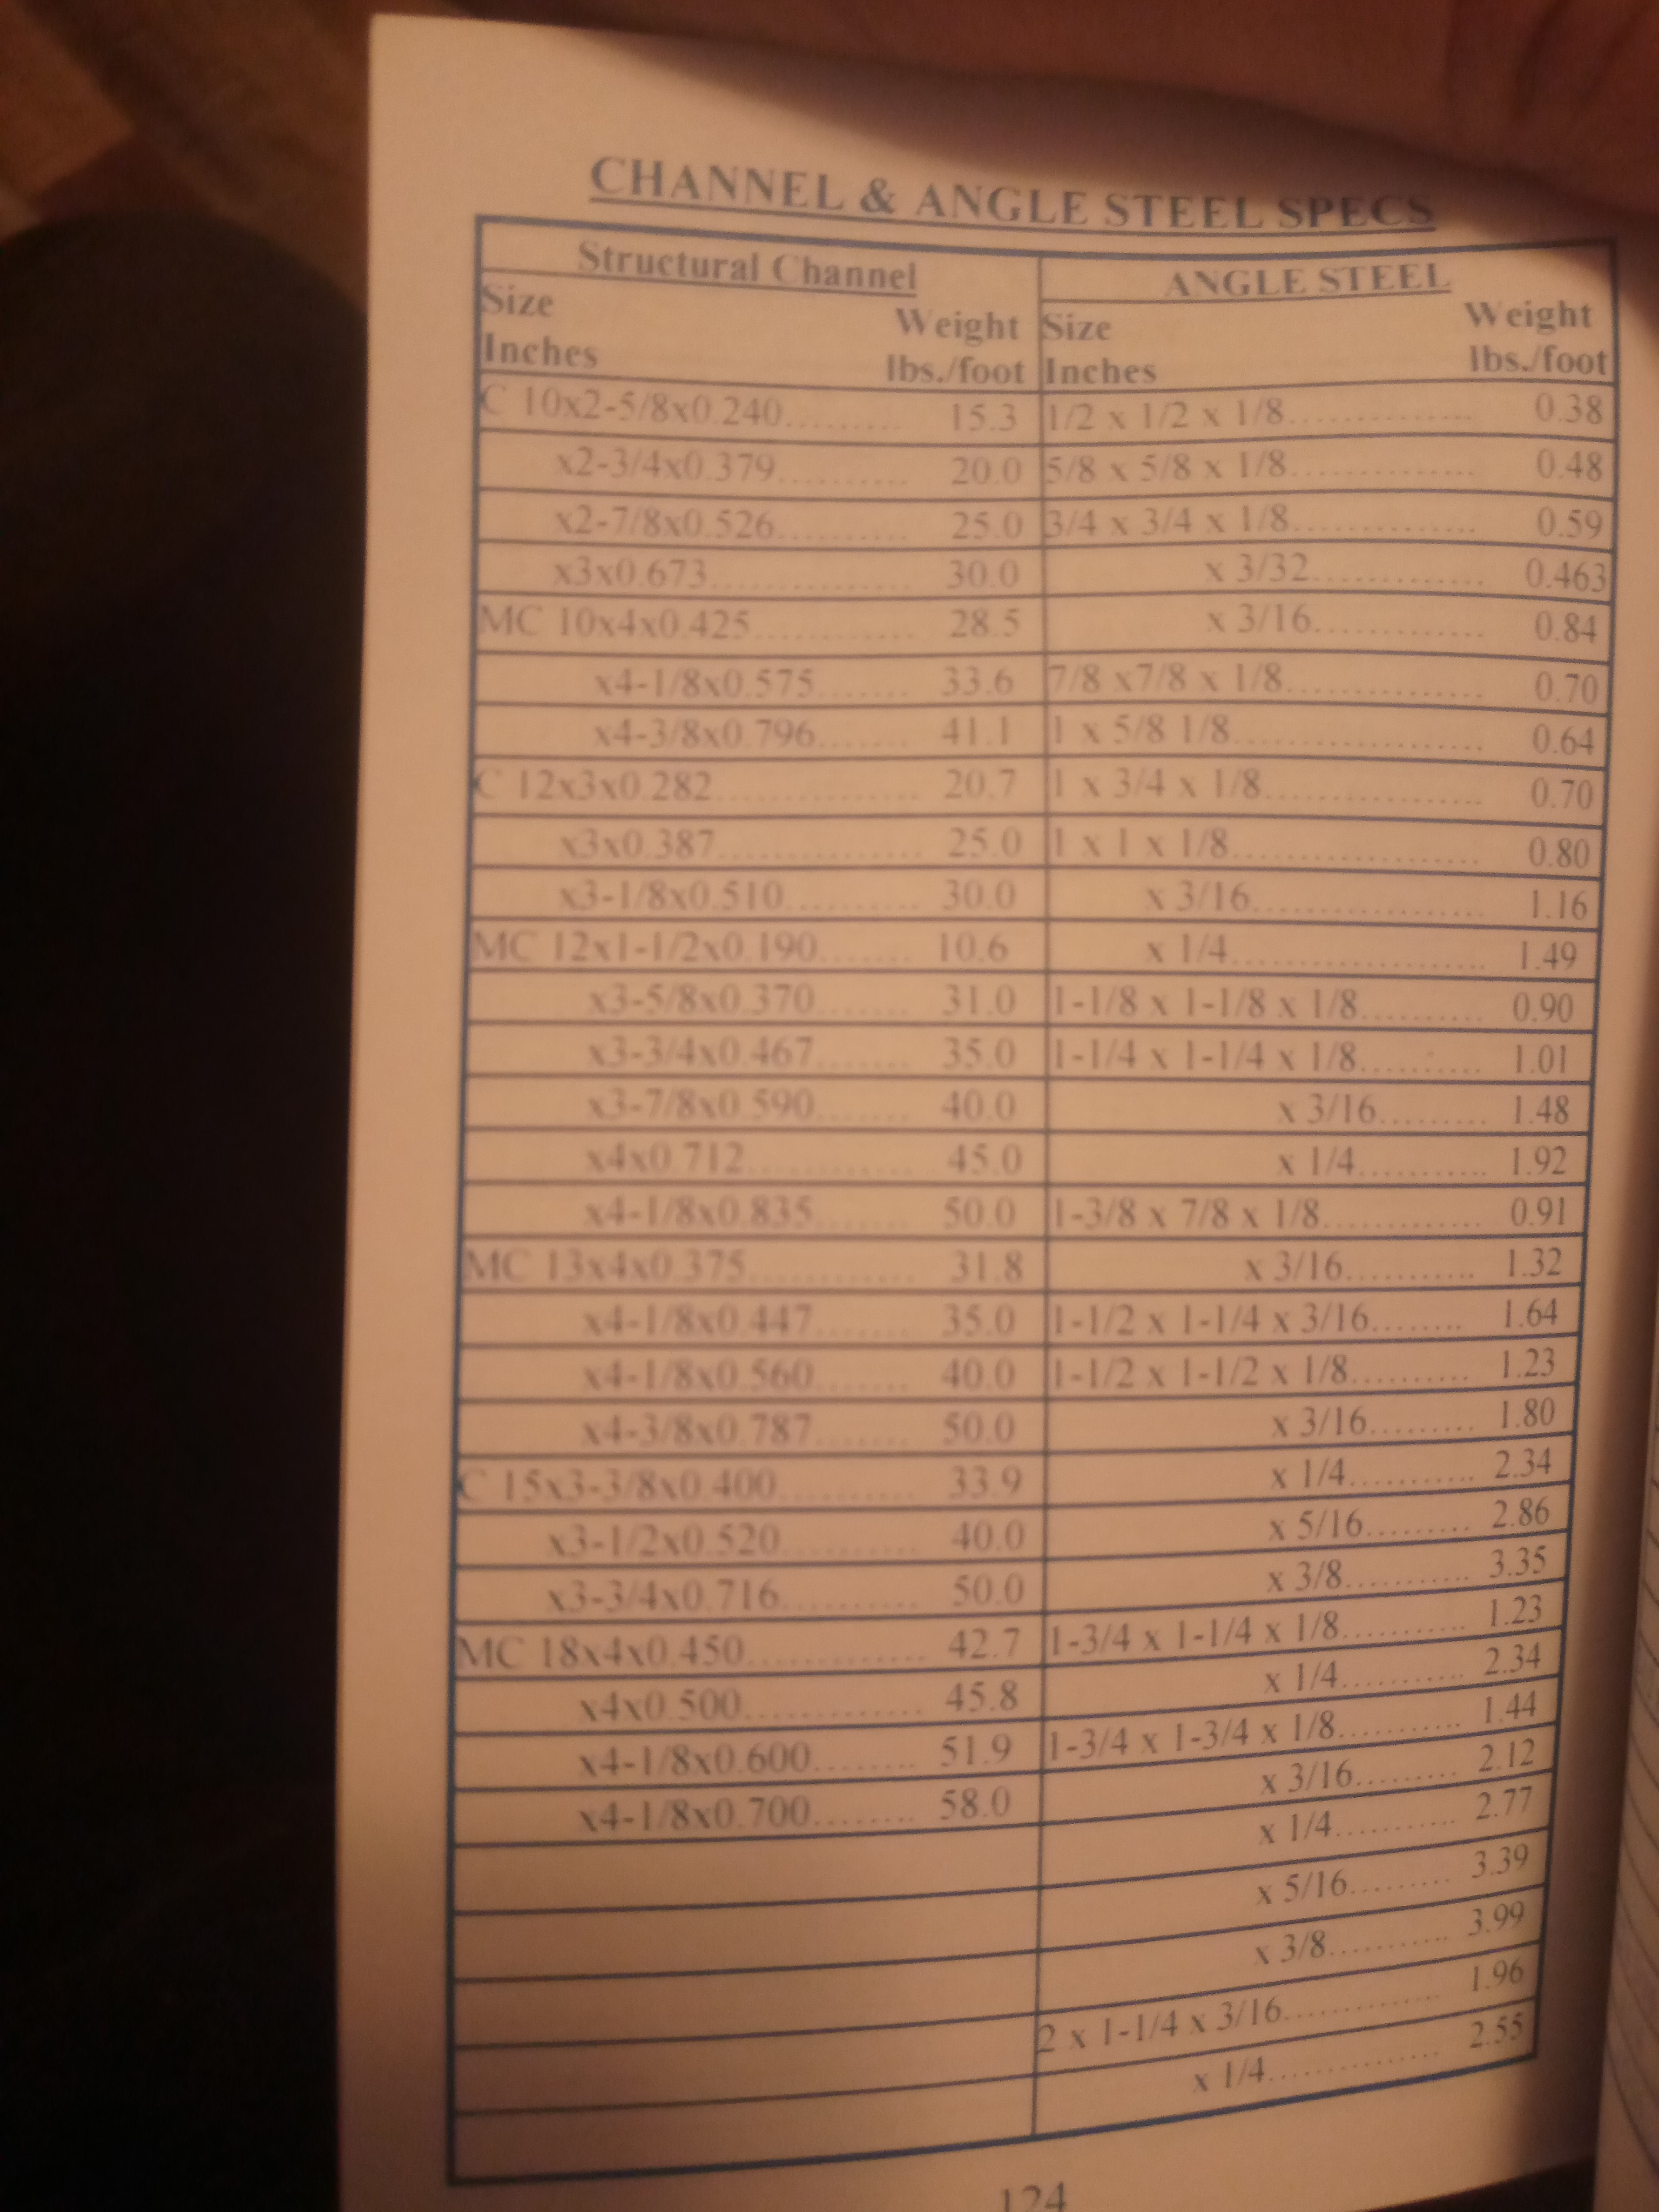 CHANNEL & ANGLE STEEL SPECS
Structural Channel
Size Inches
Weight lbs./foot
C 10x2-5/8x0.240......... 15.3
x2-3/4x0.379.......... 20.0
x2-7/8x0.526.......... 25.0
x3x0.673............... 30.0
MC 10x4x0.425............ 28.5
x4-1/8x0.575....... 33.6
x4-3/8x0.796....... 41.1
C 12x3x0.282............... 20.7
x3x0.387............... 25.0
x3-1/8x0.510.......... 30.0
MC 12x1-1/2x0.190....... 10.6
x3-5/8x0.370....... 31.0
x3-3/4x0.467....... 35.0
x3-7/8x0.590....... 40.0
x4x0.712............ 45.0
x4-1/8x0.835....... 50.0
MC 13x4x0.375............ 31.8
x4-1/8x0.447....... 35.0
x4-1/8x0.560....... 40.0
x4-3/8x0.787....... 50.0
C 15x3-3/8x0.400.......... 33.9
x3-1/2x0.520.......... 40.0
x3-3/4x0.716.......... 50.0
MC 18x4x0.450............. 42.7
x4x0.500............. 45.8
x4-1/8x0.600........ 51.9
x4-1/8x0.700........ 58.0
ANGLE STEEL
Size Inches
Weight lbs./foot
1/2 x 1/2 x 1/8.............. 0.38
5/8 x 5/8 x 1/8.............. 0.48
3/4 x 3/4 x 1/8.............. 0.59
x 3/32............. 0.463
x 3/16............. 0.84
7/8 x7/8 x 1/8............... 0.70
1 x 5/8 1/8................... 0.64
1 x 3/4 x 1/8................ 0.70
1 x 1 x 1/8................... 0.80
x 3/16.................. 1.16
x 1/4.................... 1.49
1-1/8 x 1-1/8 x 1/8......... 0.90
1-1/4 x 1-1/4 x 1/8......... 1.01
x 3/16......... 1.48
x 1/4........... 1.92
1-3/8 x 7/8 x 1/8............ 0.91
x 3/16........... 1.32
1-1/2 x 1-1/4 x 3/16....... 1.64
1-1/2 x 1-1/2 x 1/8......... 1.23
x 3/16......... 1.80
x 1/4........... 2.34
x 5/16......... 2.86
x 3/8........... 3.35
1-3/4 x 1-1/4 x 1/8.......... 1.23
x 1/4.......... 2.34
1-3/4 x 1-3/4 x 1/8.......... 1.44
x 3/16......... 2.12
x 1/4........... 2.77
x 5/16......... 3.39
x 3/8........... 3.99
2 x 1-1/4 x 3/16............. 1.96
x 1/4............... 2.55
124